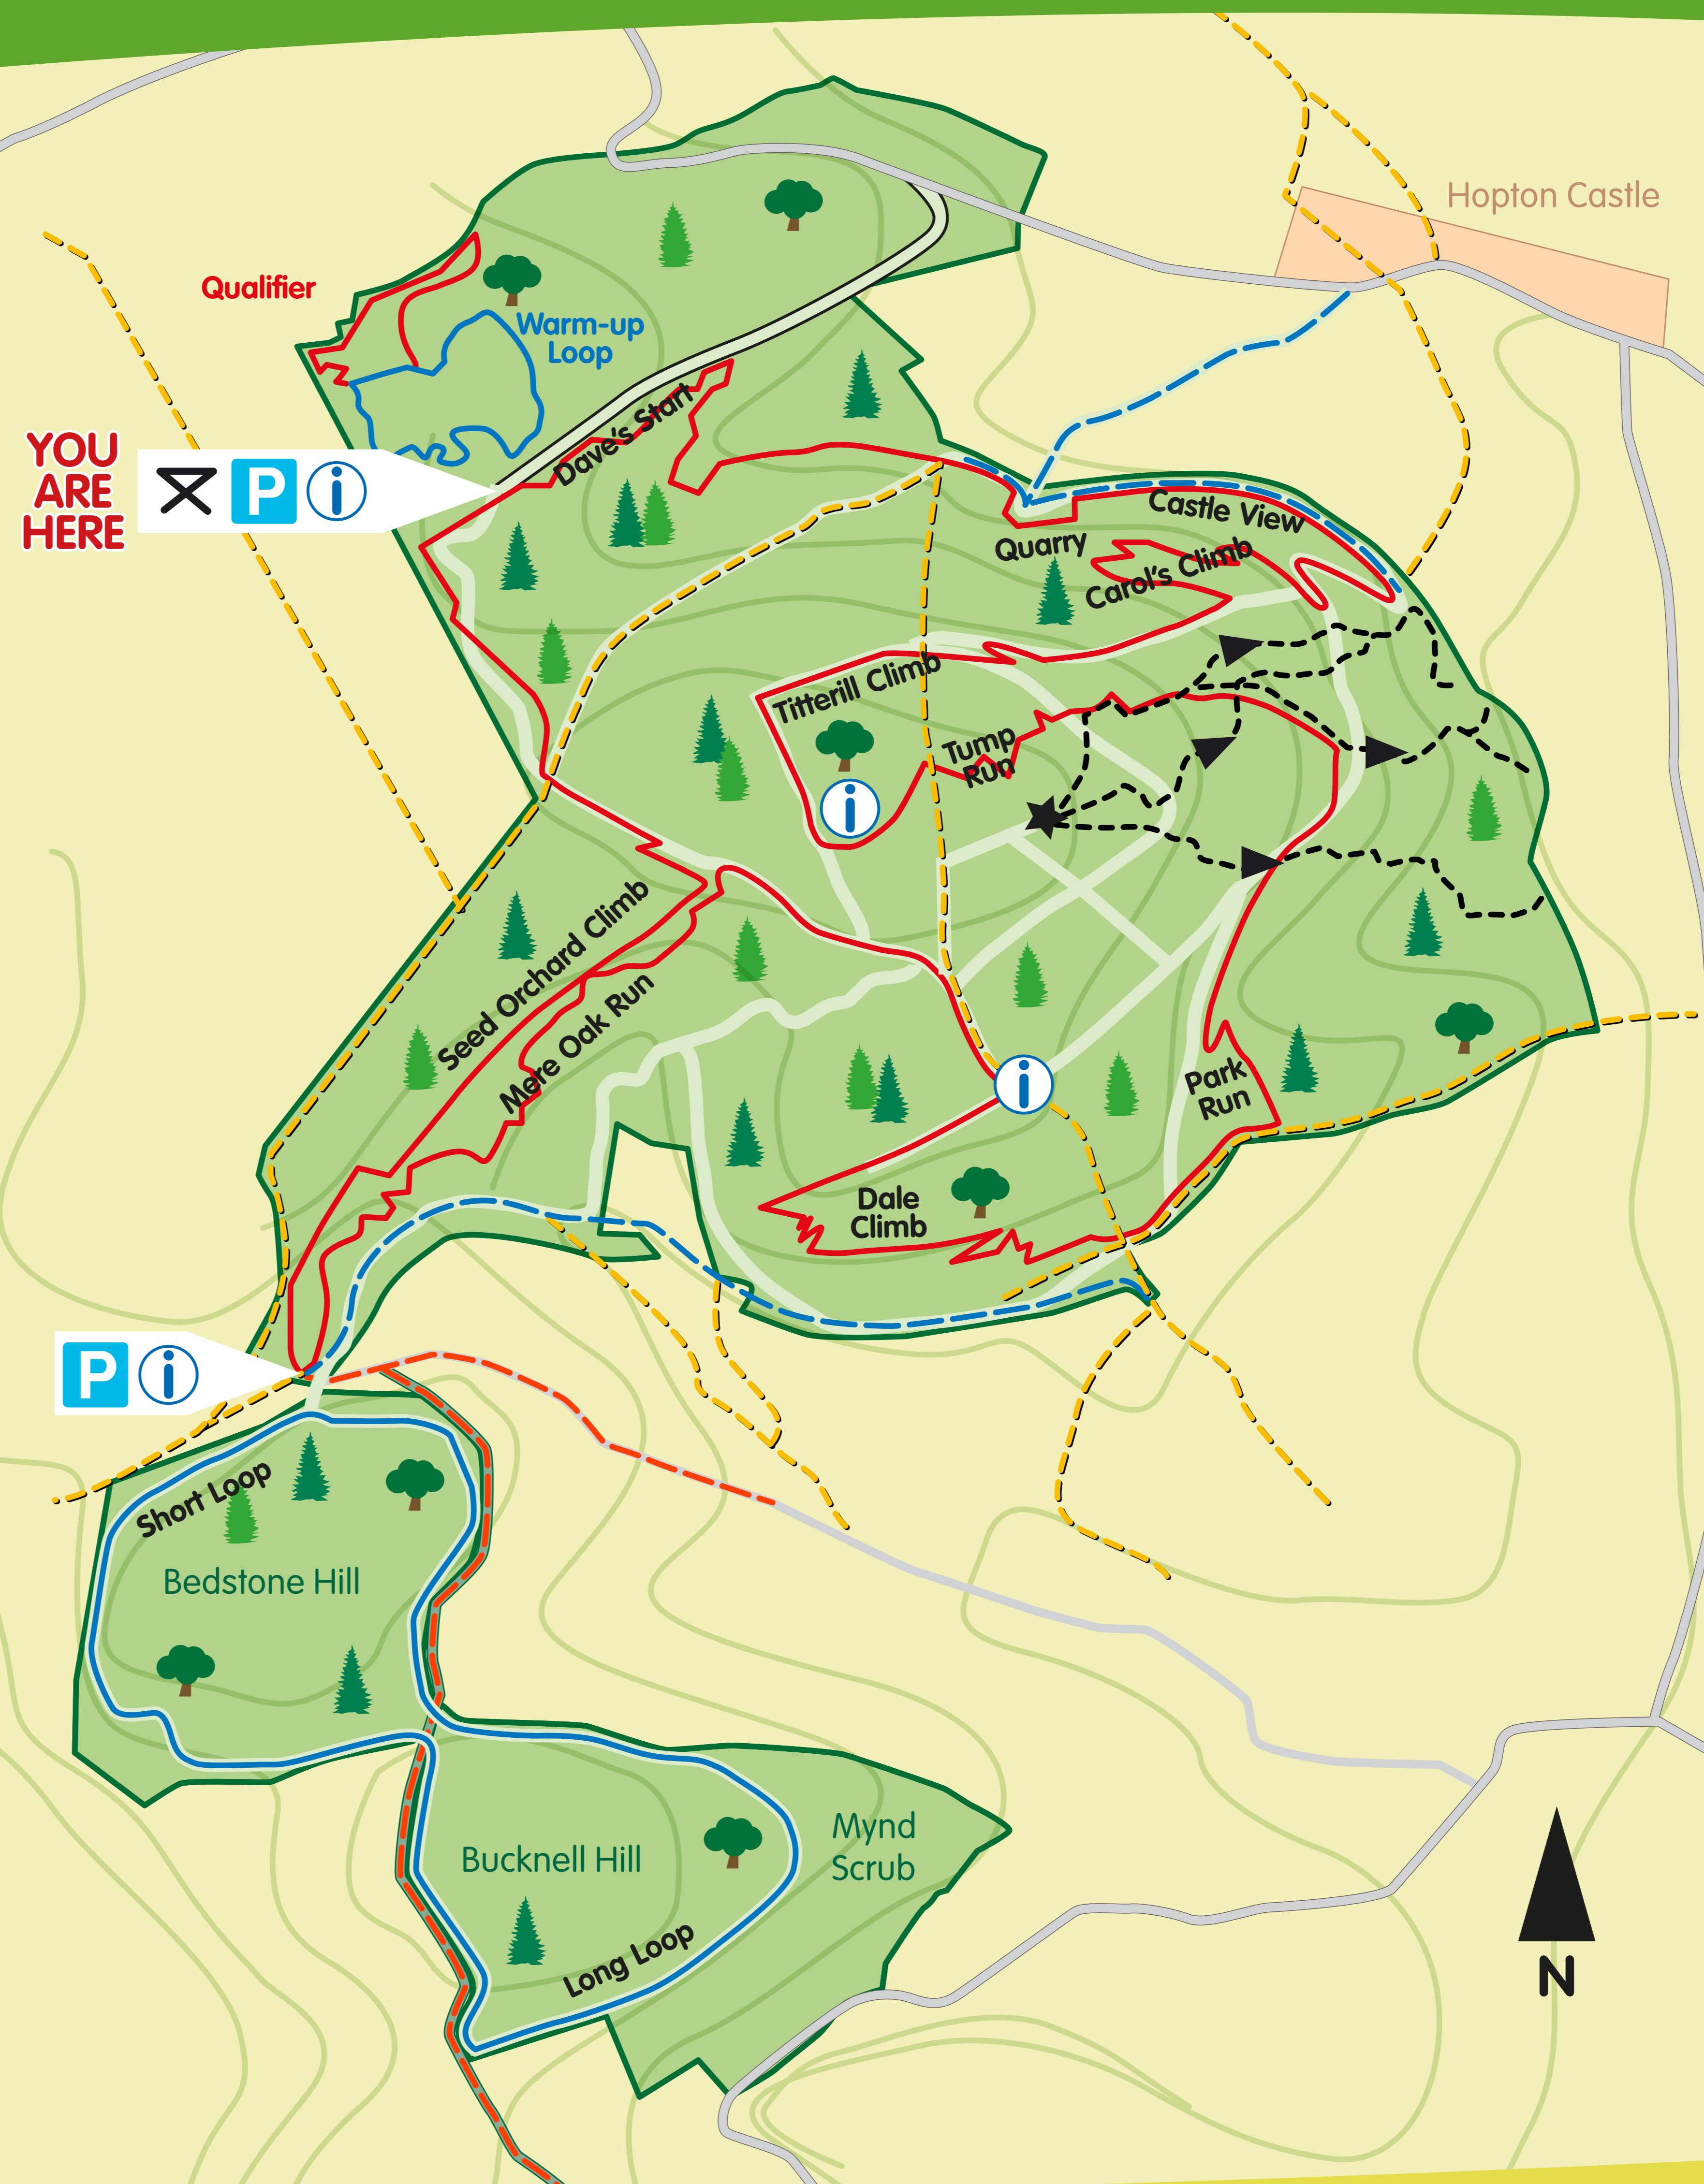 Hopton Castle
Qualifier
Warm-up
Loop
YOU
ARE
HERE
P
i
Dave's Start
Castle View
Quarry
Carol's Climb
Titterill Climb
Tump
Run
i
Seed Orchard Climb
Mere Oak Run
i
Park
Run
Dale
Climb
P
i
Short Loop
Bedstone Hill
Mynd
Scrub
Bucknell Hill
Long Loop
N